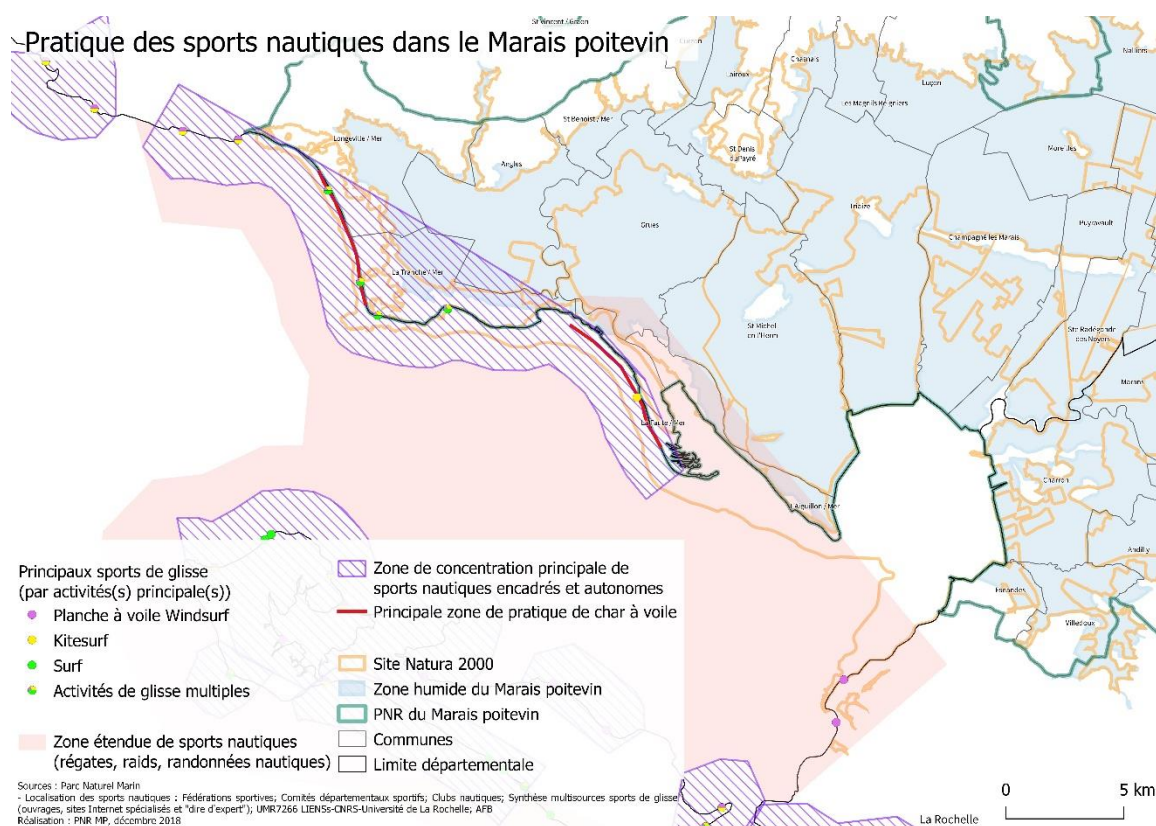 Pratique des sports nautiques dans le Marais poitevin
Lairoux
Chasnais
Luçon
Nalliers
Les Magnils Reigniers
Longeville / Mer
St Benoist / Mer
Angles
St Denis
du Payré
Moreilles
Triaize
Puyravault
Grues
Champagné les Marais
La Tranche / Mer
St Michel
en l'Herm
Ste Radégonde
des Noyers
Marans
La Faute / Mer
Charron
L'Aiguillon / Mer
Andilly
Esnandes
Villedoux
La Rochelle
Principaux sports de glisse
(par activités(s) principale(s))
Planche à voile Windsurf
Kitesurf
Surf
Activités de glisse multiples
Zone étendue de sports nautiques
(régates, raids, randonnées nautiques)
Zone de concentration principale de
sports nautiques encadrés et autonomes
Principale zone de pratique de char à voile
Site Natura 2000
Zone humide du Marais poitevin
PNR du Marais poitevin
Communes
Limite départementale
Sources : Parc Naturel Marin
- Localisation des sports nautiques : Fédérations sportives; Comités départementaux sportifs; Clubs nautiques; Synthèse multisources sports de glisse
(ouvrages, sites Internet spécialisés et "dire d'expert"); UMR7266 LIENSs-CNRS-Université de La Rochelle; AFB
Réalisation : PNR MP, décembre 2018
0 5 km